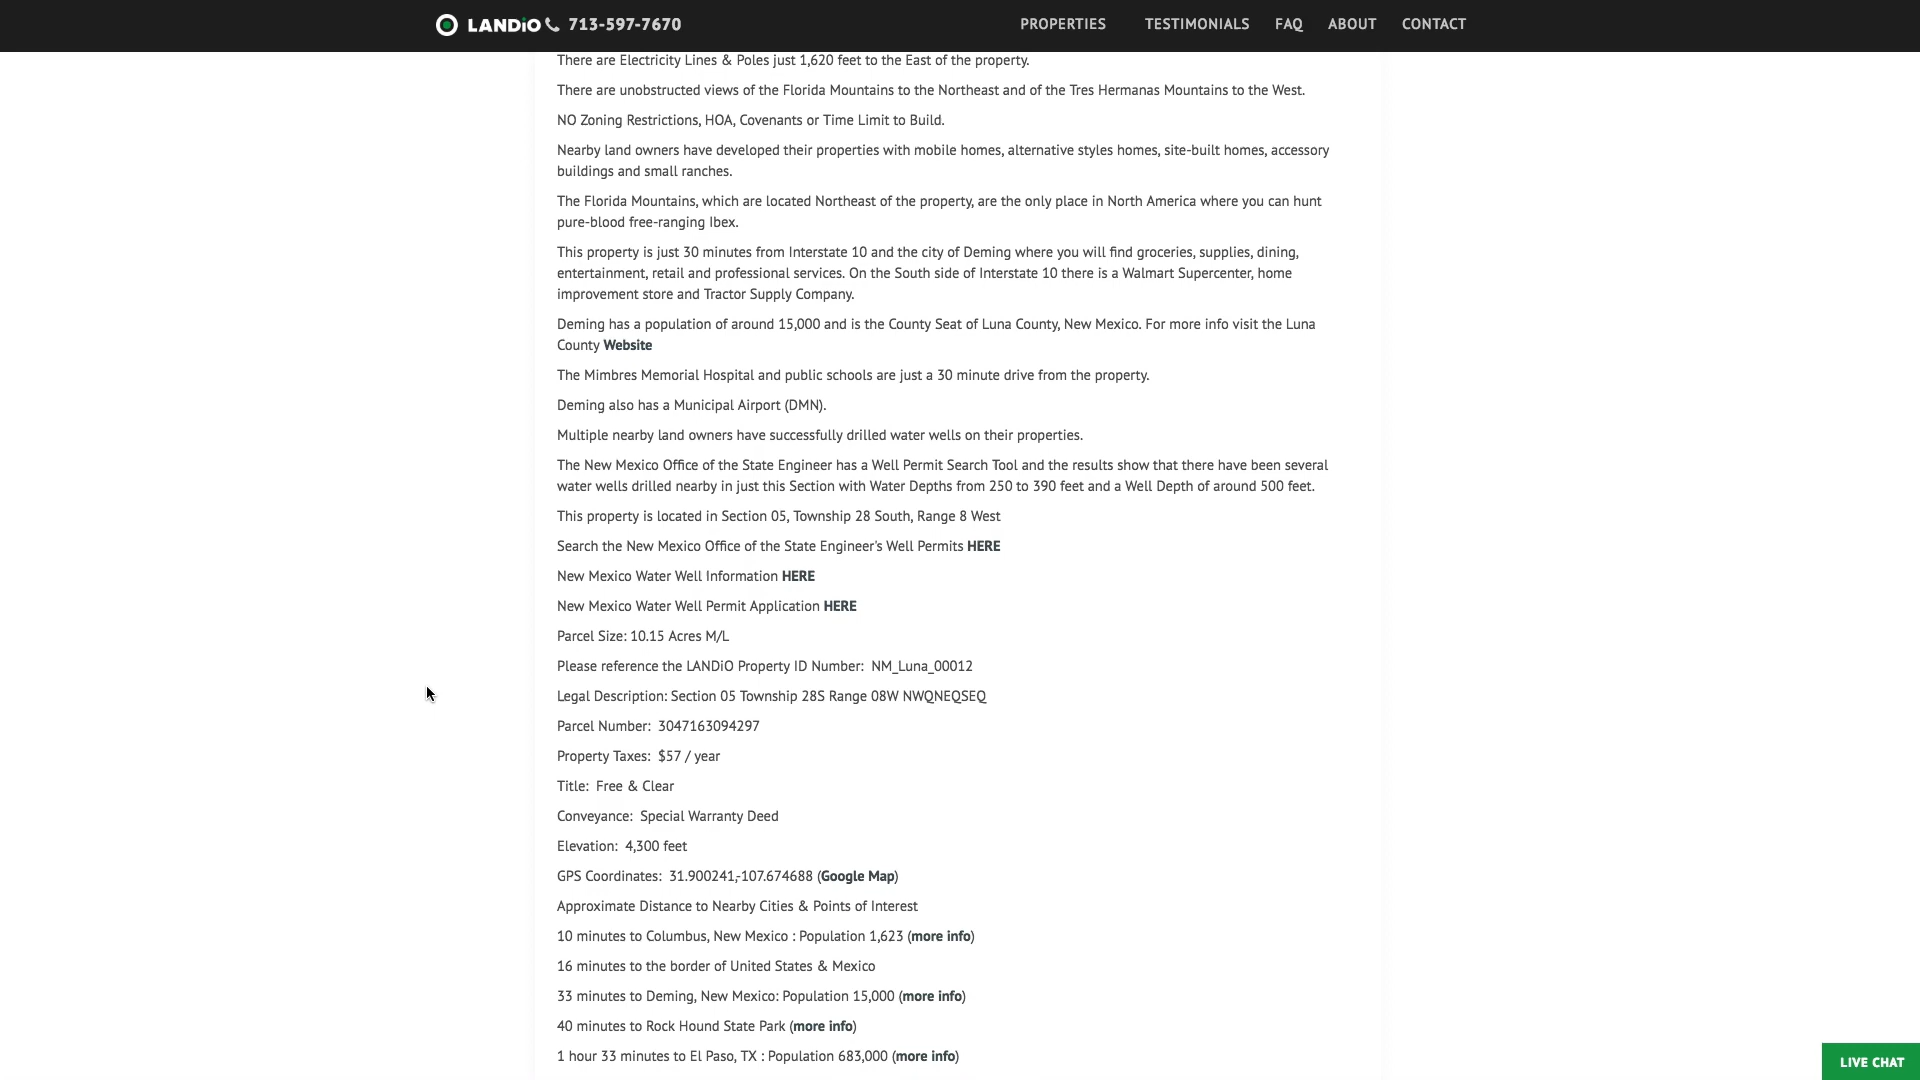 LANDiO 713-597-7670 PROPERTIES TESTIMONIALS FAQ ABOUT CONTACT
There are Electricity Lines & Poles just 1,620 feet to the East of the property.
There are unobstructed views of the Florida Mountains to the Northeast and of the Tres Hermanas Mountains to the West.
NO Zoning Restrictions, HOA, Covenants or Time Limit to Build.
Nearby land owners have developed their properties with mobile homes, alternative styles homes, site-built homes, accessory
buildings and small ranches.
The Florida Mountains, which are located Northeast of the property, are the only place in North America where you can hunt
pure-blood free-ranging Ibex.
This property is just 30 minutes from Interstate 10 and the city of Deming where you will find groceries, supplies, dining,
entertainment, retail and professional services. On the South side of Interstate 10 there is a Walmart Supercenter, home
improvement store and Tractor Supply Company.
Deming has a population of around 15,000 and is the County Seat of Luna County, New Mexico. For more info visit the Luna
County Website
The Mimbres Memorial Hospital and public schools are just a 30 minute drive from the property.
Deming also has a Municipal Airport (DMN).
Multiple nearby land owners have successfully drilled water wells on their properties.
The New Mexico Office of the State Engineer has a Well Permit Search Tool and the results show that there have been several
water wells drilled nearby in just this Section with Water Depths from 250 to 390 feet and a Well Depth of around 500 feet.
This property is located in Section 05, Township 28 South, Range 8 West
Search the New Mexico Office of the State Engineer's Well Permits HERE
New Mexico Water Well Information HERE
New Mexico Water Well Permit Application HERE
Parcel Size: 10.15 Acres M/L
Please reference the LANDiO Property ID Number: NM_Luna_00012
Legal Description: Section 05 Township 28S Range 08W NWQNEQSEQ
Parcel Number: 3047163094297
Property Taxes: $57 / year
Title: Free & Clear
Conveyance: Special Warranty Deed
Elevation: 4,300 feet
GPS Coordinates: 31.900241,-107.674688 (Google Map)
Approximate Distance to Nearby Cities & Points of Interest
10 minutes to Columbus, New Mexico : Population 1,623 (more info)
16 minutes to the border of United States & Mexico
33 minutes to Deming, New Mexico: Population 15,000 (more info)
40 minutes to Rock Hound State Park (more info)
1 hour 33 minutes to El Paso, TX : Population 683,000 (more info)
LIVE CHAT